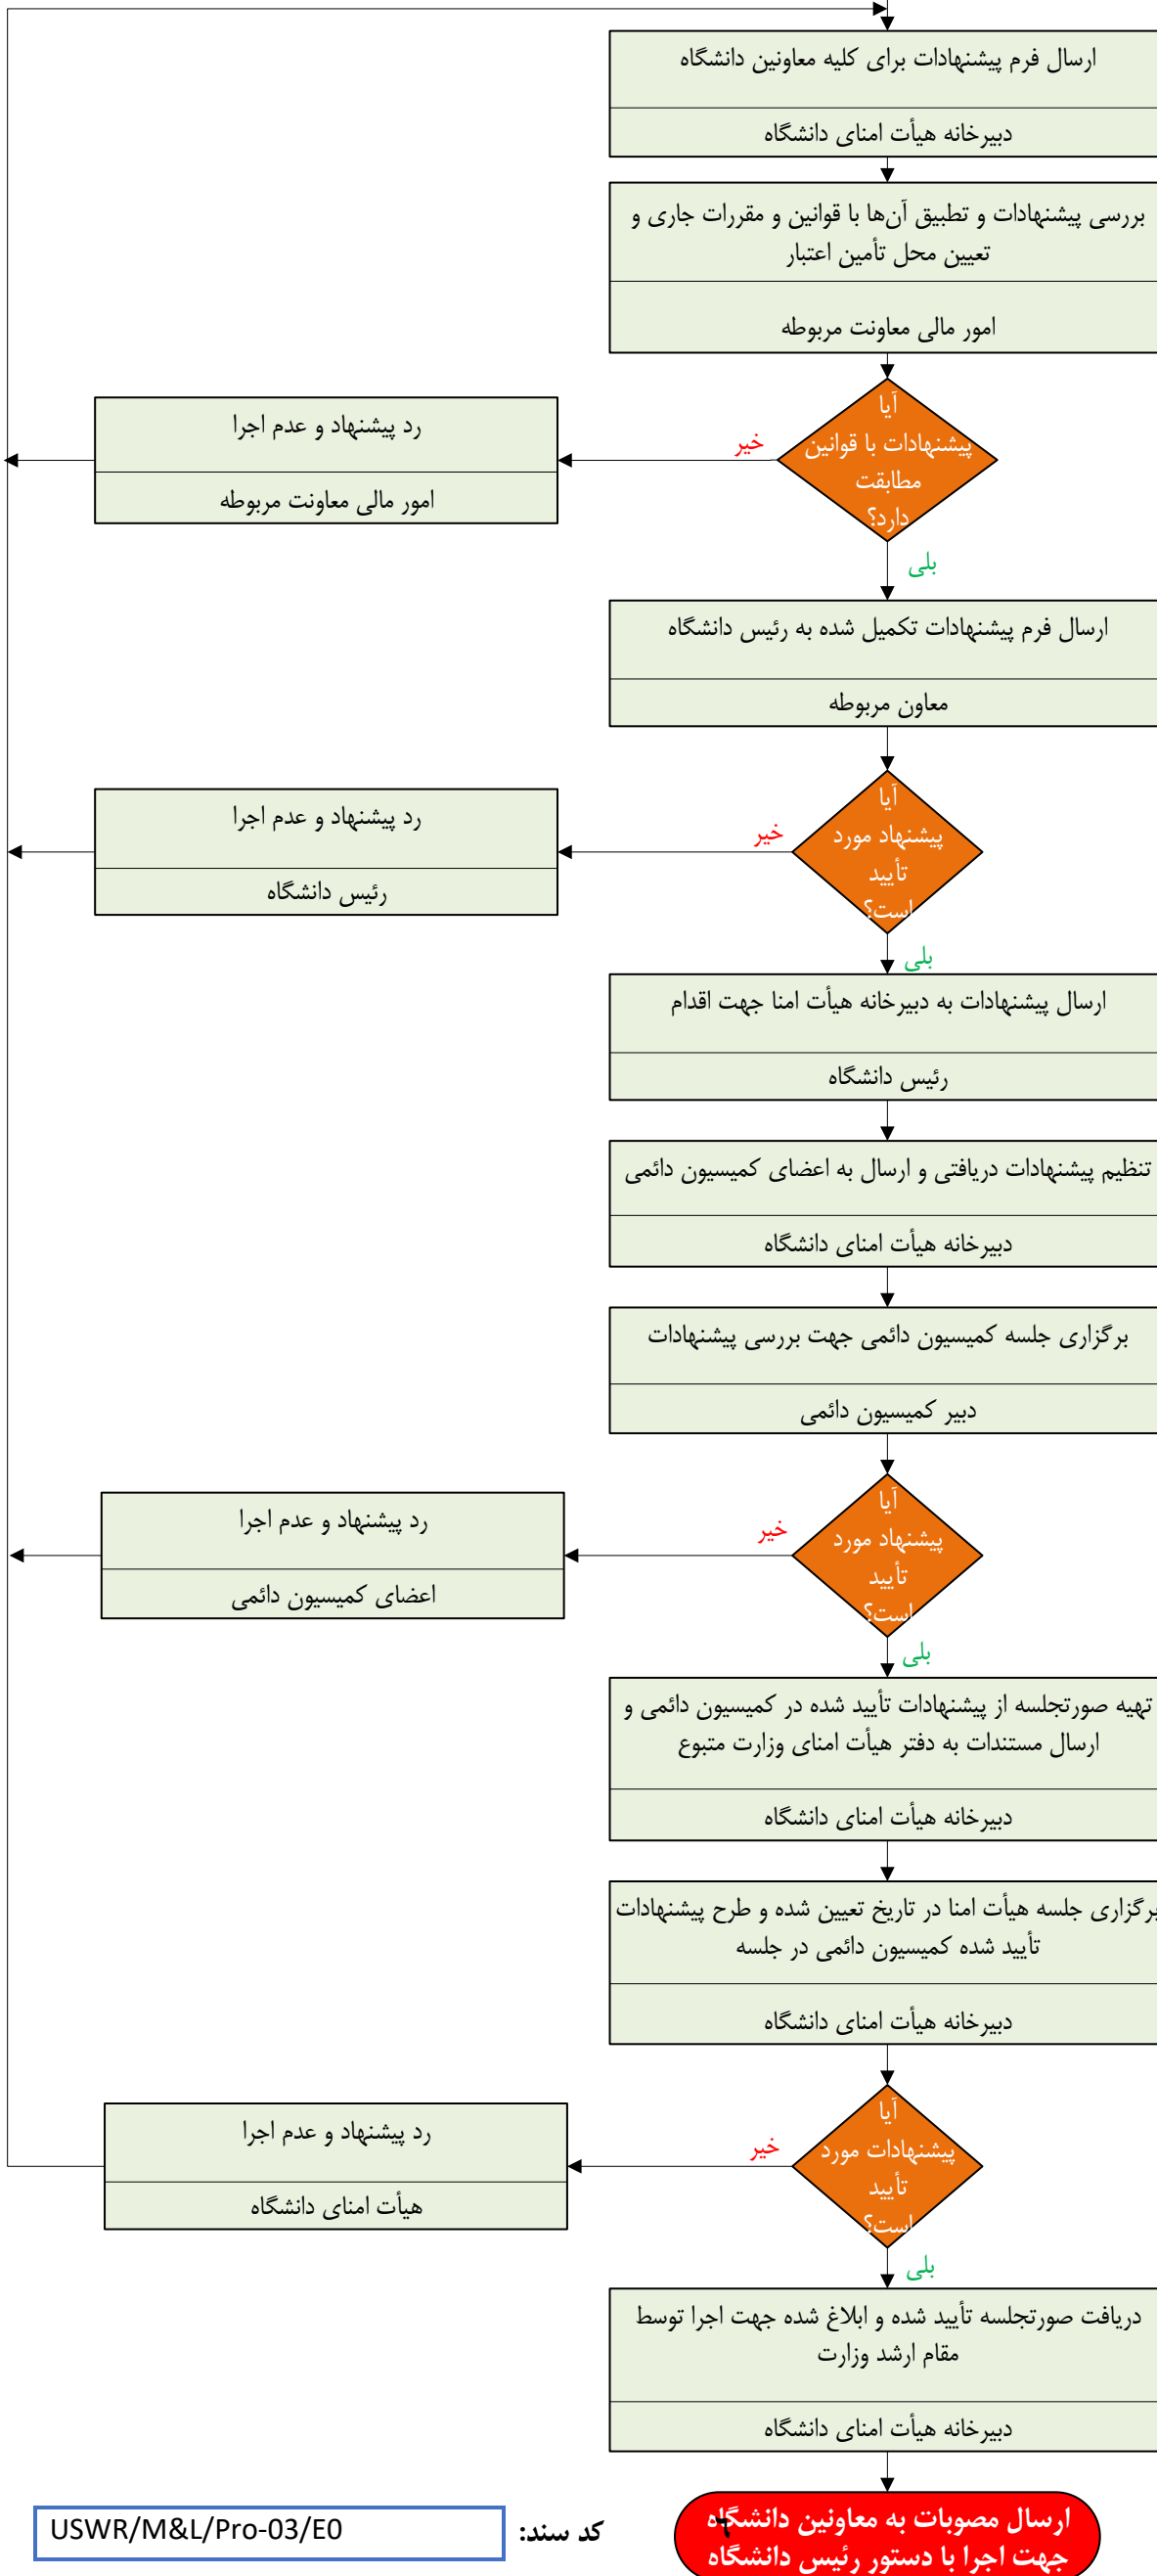 ارسال فرم پیشنهادات برای کلیه معاونین دانشگاه
دبیرخانه هیأت امنای دانشگاه
بررسی پیشنهادات و تطبیق آن‌ها با قوانین و مقررات جاری و
تعیین محل تأمین اعتبار
امور مالی معاونت مربوطه
آیا
پیشنهادات با قوانین
مطابقت
دارد؟
خیر
رد پیشنهاد و عدم اجرا
امور مالی معاونت مربوطه
بلی
ارسال فرم پیشنهادات تکمیل شده به رئیس دانشگاه
معاون مربوطه
آیا
پیشنهاد مورد
تأیید
است؟
خیر
رد پیشنهاد و عدم اجرا
رئیس دانشگاه
بلی
ارسال پیشنهادات به دبیرخانه هیأت امنا جهت اقدام
رئیس دانشگاه
تنظیم پیشنهادات دریافتی و ارسال به اعضای کمیسیون دائمی
دبیرخانه هیأت امنای دانشگاه
برگزاری جلسه کمیسیون دائمی جهت بررسی پیشنهادات
دبیر کمیسیون دائمی
آیا
پیشنهاد مورد
تأیید
است؟
خیر
رد پیشنهاد و عدم اجرا
اعضای کمیسیون دائمی
بلی
تهیه صورتجلسه از پیشنهادات تأیید شده در کمیسیون دائمی و
ارسال مستندات به دفتر هیأت امنای وزارت متبوع
دبیرخانه هیأت امنای دانشگاه
برگزاری جلسه هیأت امنا در تاریخ تعیین شده و طرح پیشنهادات
تأیید شده کمیسیون دائمی در جلسه
دبیرخانه هیأت امنای دانشگاه
آیا
پیشنهادات مورد
تأیید
است؟
خیر
رد پیشنهاد و عدم اجرا
هیأت امنای دانشگاه
بلی
دریافت صورتجلسه تأیید شده و ابلاغ شده جهت اجرا توسط
مقام ارشد وزارت
دبیرخانه هیأت امنای دانشگاه
ارسال مصوبات به معاونین دانشگاه
جهت اجرا با دستور رئیس دانشگاه
کد سند:
USWR/M&L/Pro-03/E0